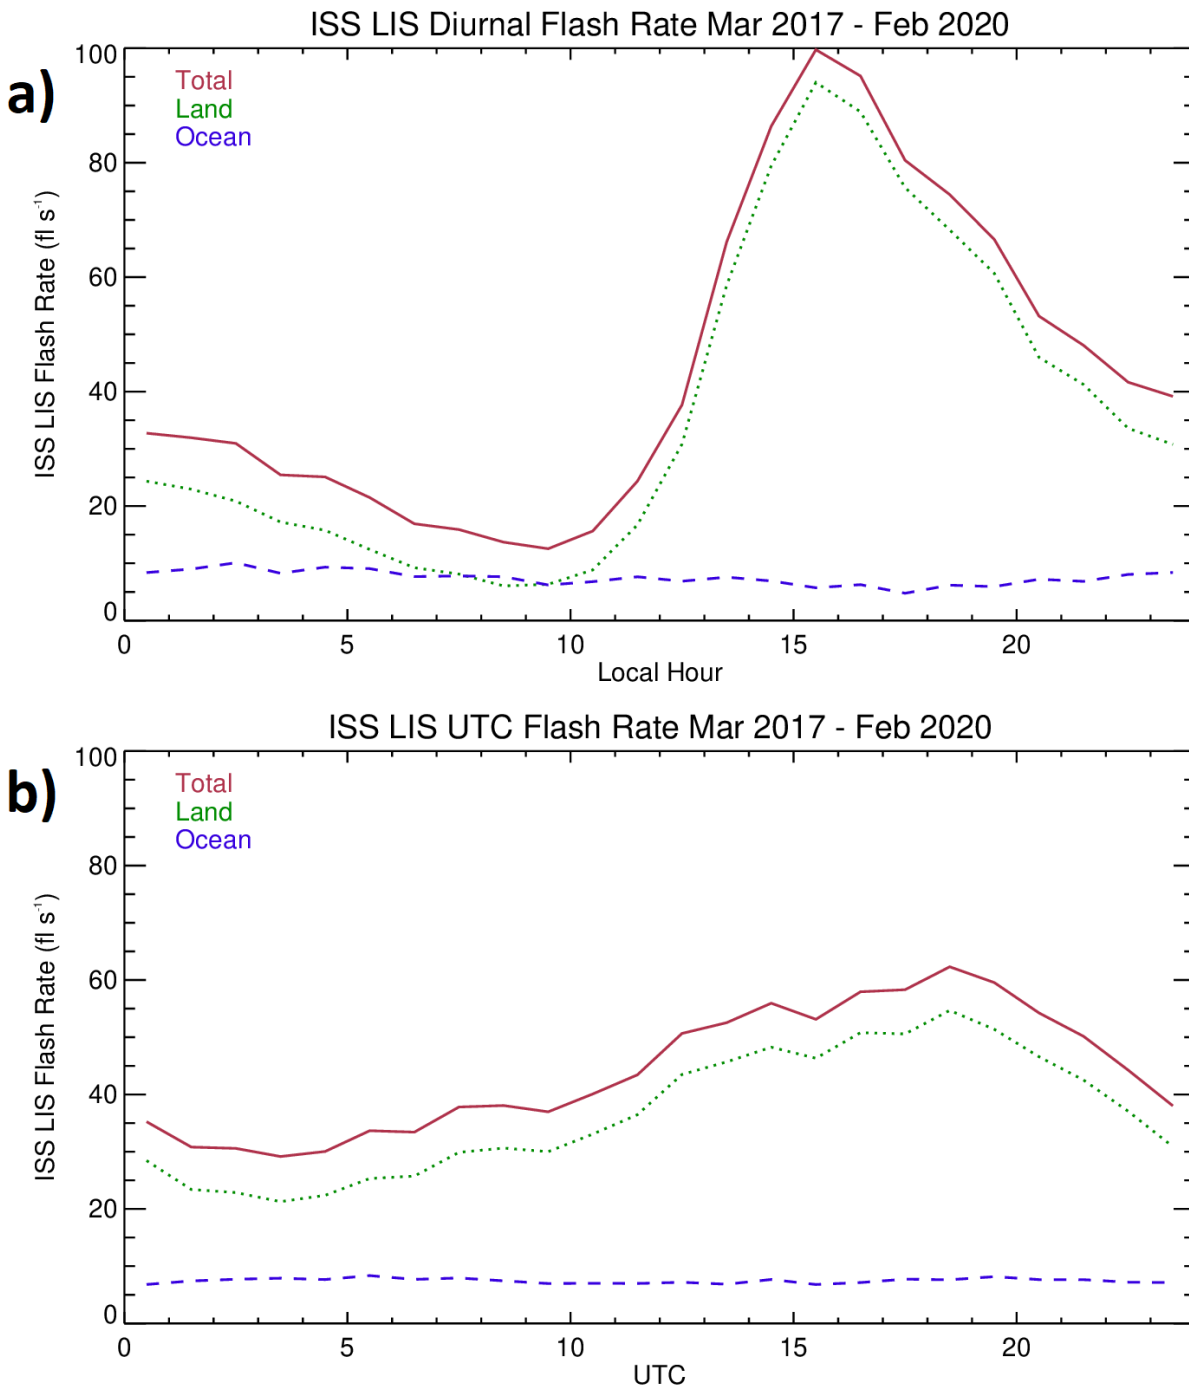 ISS LIS Diurnal Flash Rate Mar 2017 - Feb 2020
a)
100
80
60
40
20
0
Total
Land
Ocean
ISS LIS Flash Rate (fl s⁻¹)
0 5 10 15 20
Local Hour
ISS LIS UTC Flash Rate Mar 2017 - Feb 2020
b)
100
80
60
40
20
0
Total
Land
Ocean
ISS LIS Flash Rate (fl s⁻¹)
0 5 10 15 20
UTC